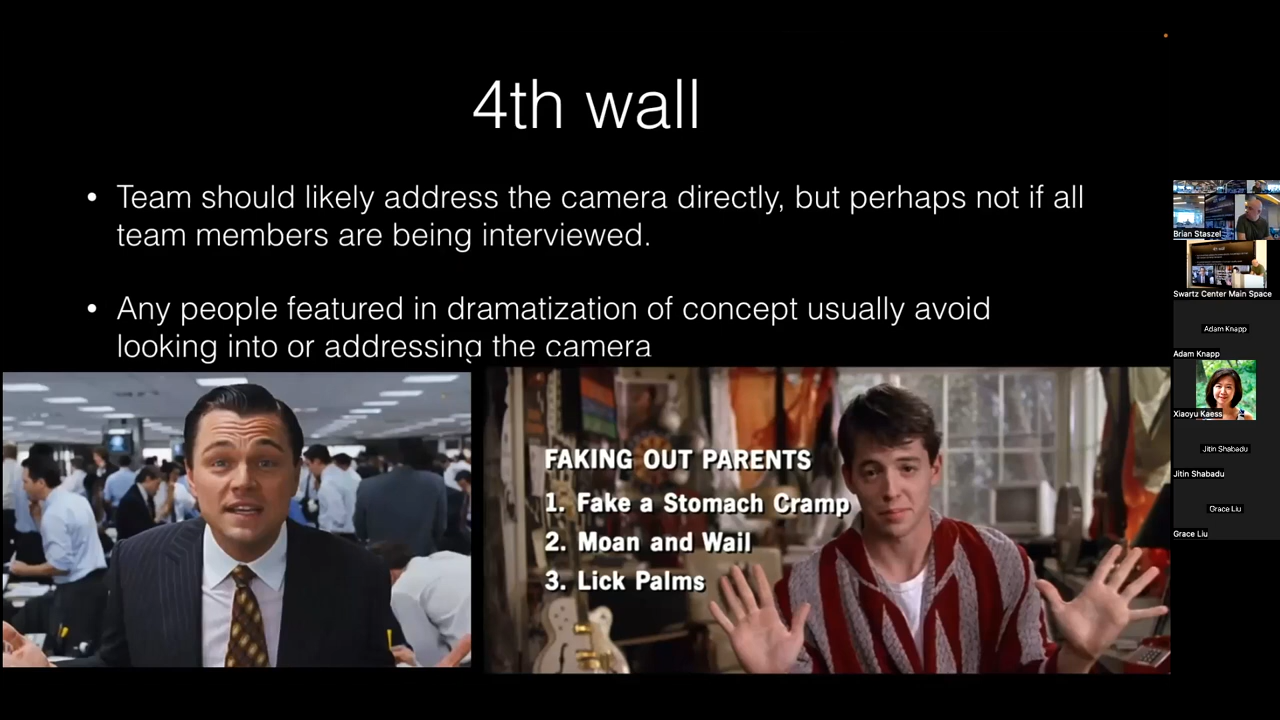 4th wall
• Team should likely address the camera directly, but perhaps not if all
team members are being interviewed.
• Any people featured in dramatization of concept usually avoid
looking into or addressing the camera
FAKING OUT PARENTS
1. Fake a Stomach Cramp
2. Moan and Wail
3. Lick Palms
Brian Staszel
4th wall
Swartz Center Main Space
Adam Knapp
Adam Knapp
Xiaoyu Kaess
Jitin Shabadu
Jitin Shabadu
Grace Liu
Grace Liu